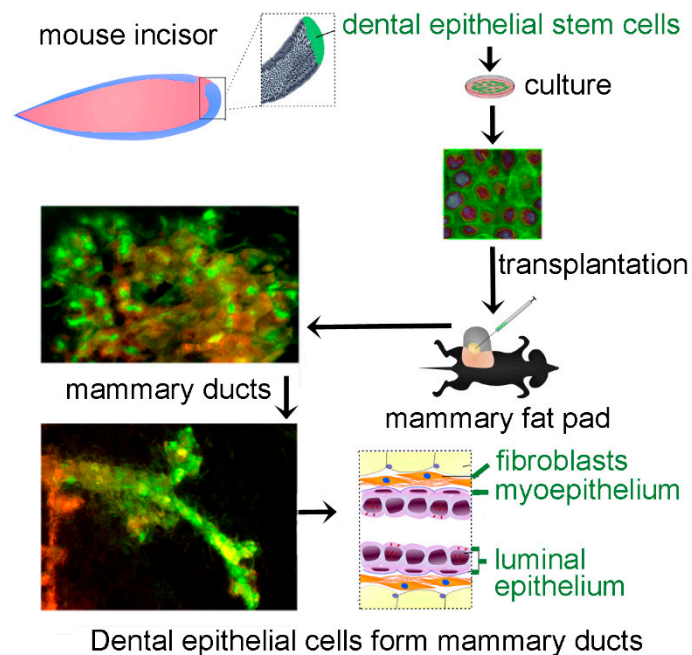 mouse incisor
dental epithelial stem cells
culture
transplantation
mammary fat pad
mammary ducts
fibroblasts
myoepithelium
luminal
epithelium
Dental epithelial cells form mammary ducts